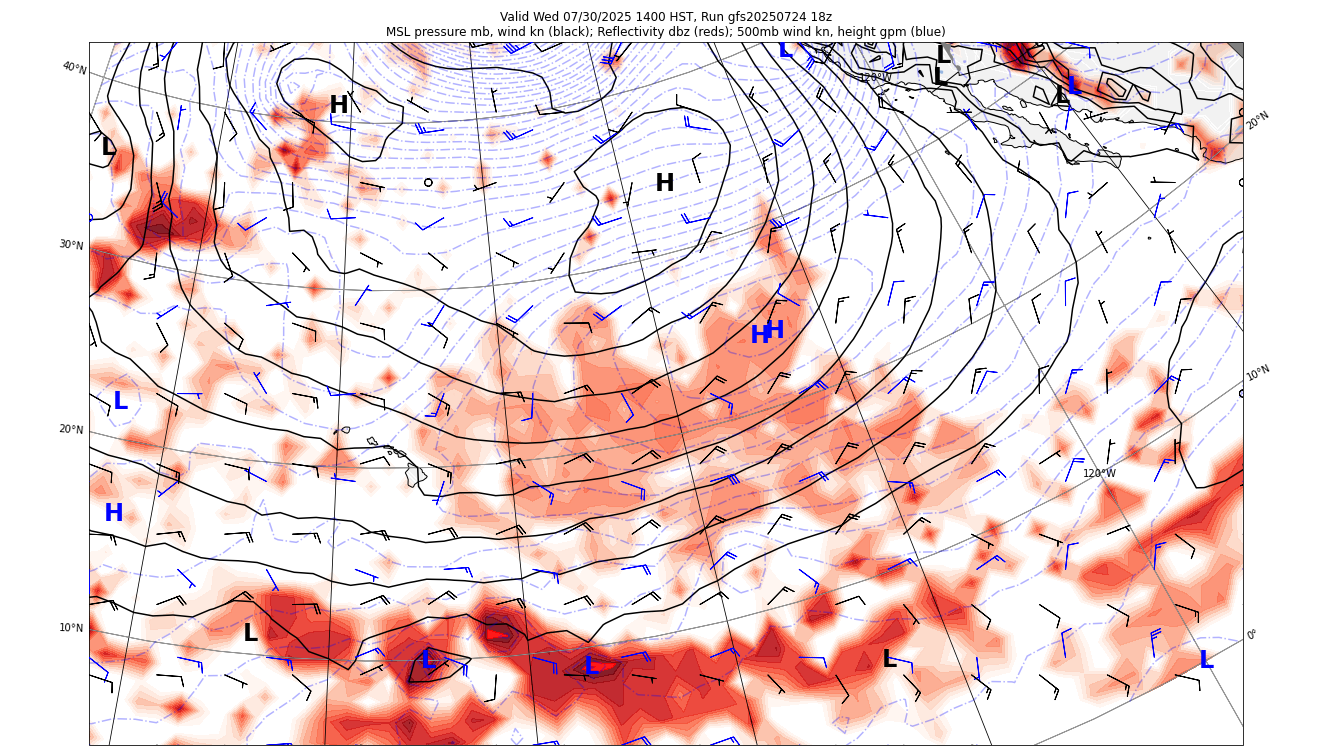 Valid Wed 07/30/2025 1400 HST, Run gfs20250724 18z
MSL pressure mb, wind kn (black); Reflectivity dbz (reds); 500mb wind kn, height gpm (blue)
L
L
40°N
120°W
L
L
L
H
20°N
L
H
30°N
H
H
10°N
L
20°N
120°W
H
10°N
L
0°
L
L
L
L